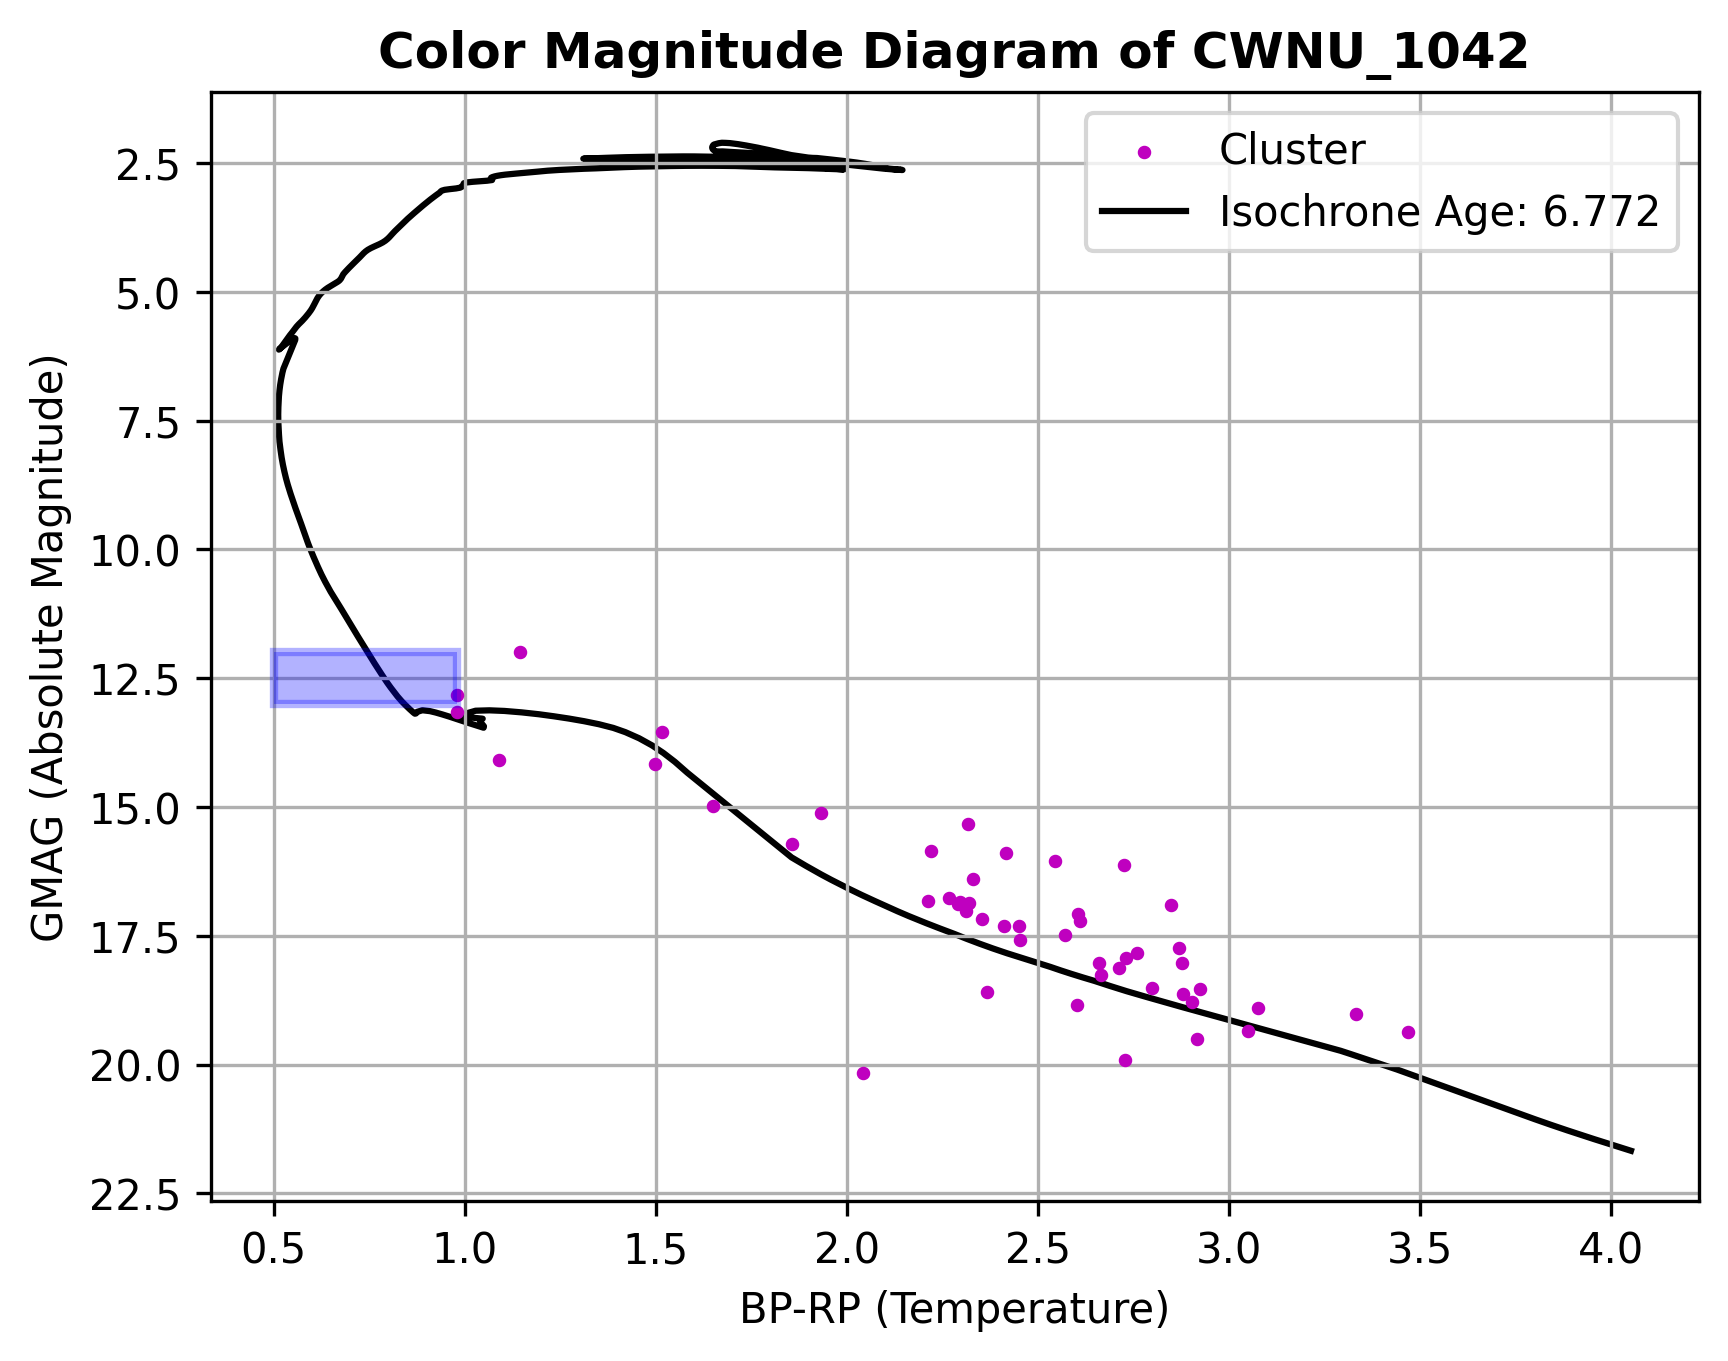 Color Magnitude Diagram of CWNU_1042
Cluster
Isochrone Age: 6.772
GMAG (Absolute Magnitude)
2.5
5.0
7.5
10.0
12.5
15.0
17.5
20.0
22.5
0.5 1.0 1.5 2.0 2.5 3.0 3.5 4.0
BP-RP (Temperature)